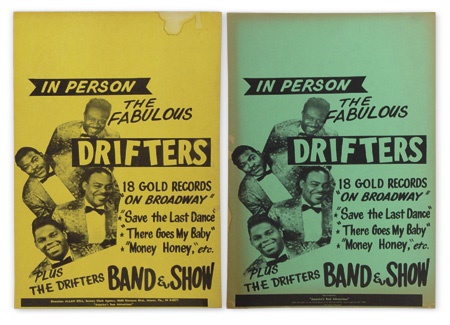 IN PERSON
THE
FABULOUS
DRIFTERS
18 GOLD RECORDS
"ON BROADWAY"
"Save the Last Dance"
* "There Goes My Baby"
* "Money Honey," etc.
PLUS
THE DRIFTERS BAND & SHOW
IN PERSON
THE
FABULOUS
DRIFTERS
18 GOLD RECORDS
"ON BROADWAY"
* "Save the Last Dance"
* "There Goes My Baby"
* "Money Honey," etc.
PLUS
THE DRIFTERS BAND & SHOW